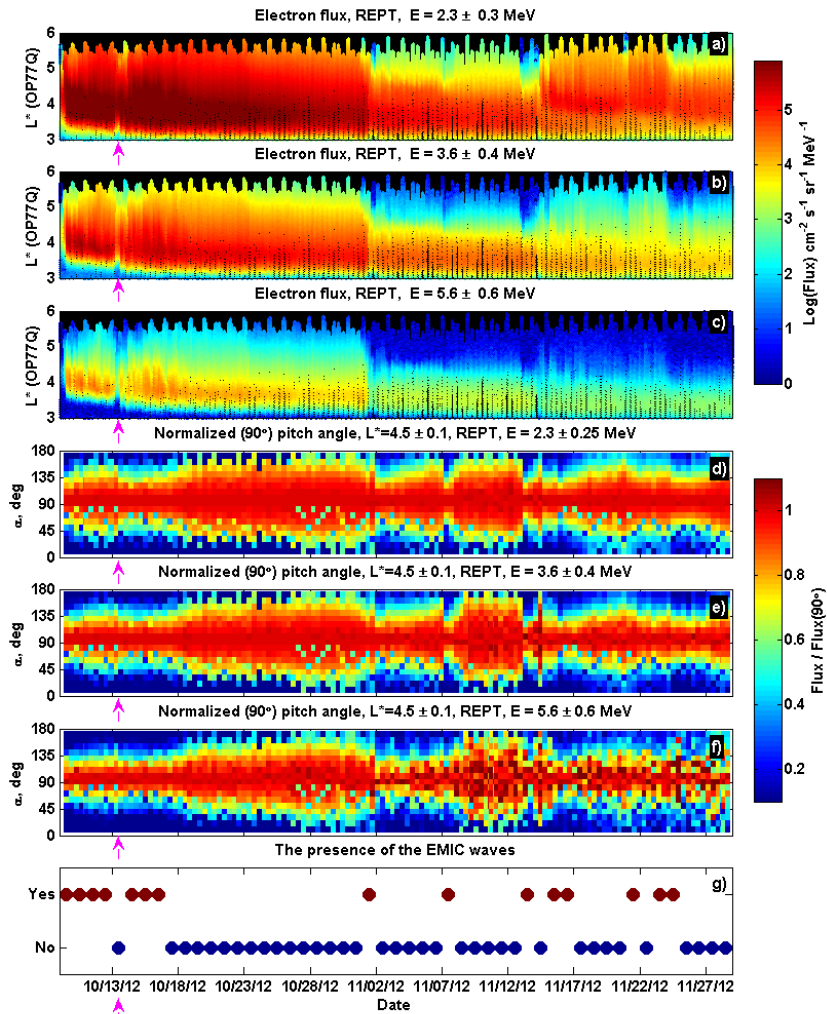 Electron flux, REPT, E = 2.3 ± 0.3 MeV
6
5
4
3
L* (OP77Q)
a)
Electron flux, REPT, E = 3.6 ± 0.4 MeV
6
5
4
3
L* (OP77Q)
b)
Electron flux, REPT, E = 5.6 ± 0.6 MeV
6
5
4
3
L* (OP77Q)
c)
5
4
3
2
1
0
Log(Flux) cm⁻² s⁻¹ sr⁻¹ MeV⁻¹
Normalized (90°) pitch angle, L*=4.5 ± 0.1, REPT, E = 2.3 ± 0.25 MeV
180
135
90
45
0
α, deg
d)
Normalized (90°) pitch angle, L*=4.5 ± 0.1, REPT, E = 3.6 ± 0.4 MeV
180
135
90
45
0
α, deg
e)
Normalized (90°) pitch angle, L*=4.5 ± 0.1, REPT, E = 5.6 ± 0.6 MeV
180
135
90
45
0
α, deg
f)
1
0.8
0.6
0.4
0.2
Flux / Flux(90°)
The presence of the EMIC waves
g)
Yes
No
10/13/12 10/18/12 10/23/12 10/28/12 11/02/12 11/07/12 11/12/12 11/17/12 11/22/12 11/27/12
Date